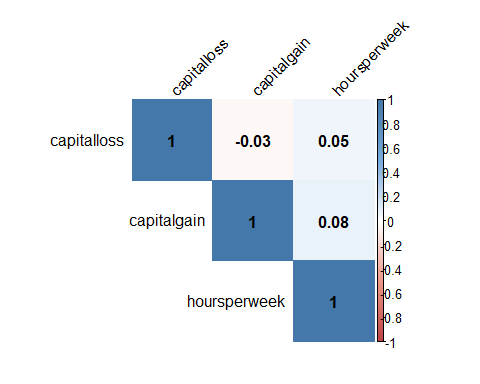 capitalloss
capitalgain
hoursperweek
capitalloss 1 -0.03 0.05
capitalgain 1 0.08
hoursperweek 1
1
0.8
0.6
0.4
0.2
0
-0.2
-0.4
-0.6
-0.8
-1